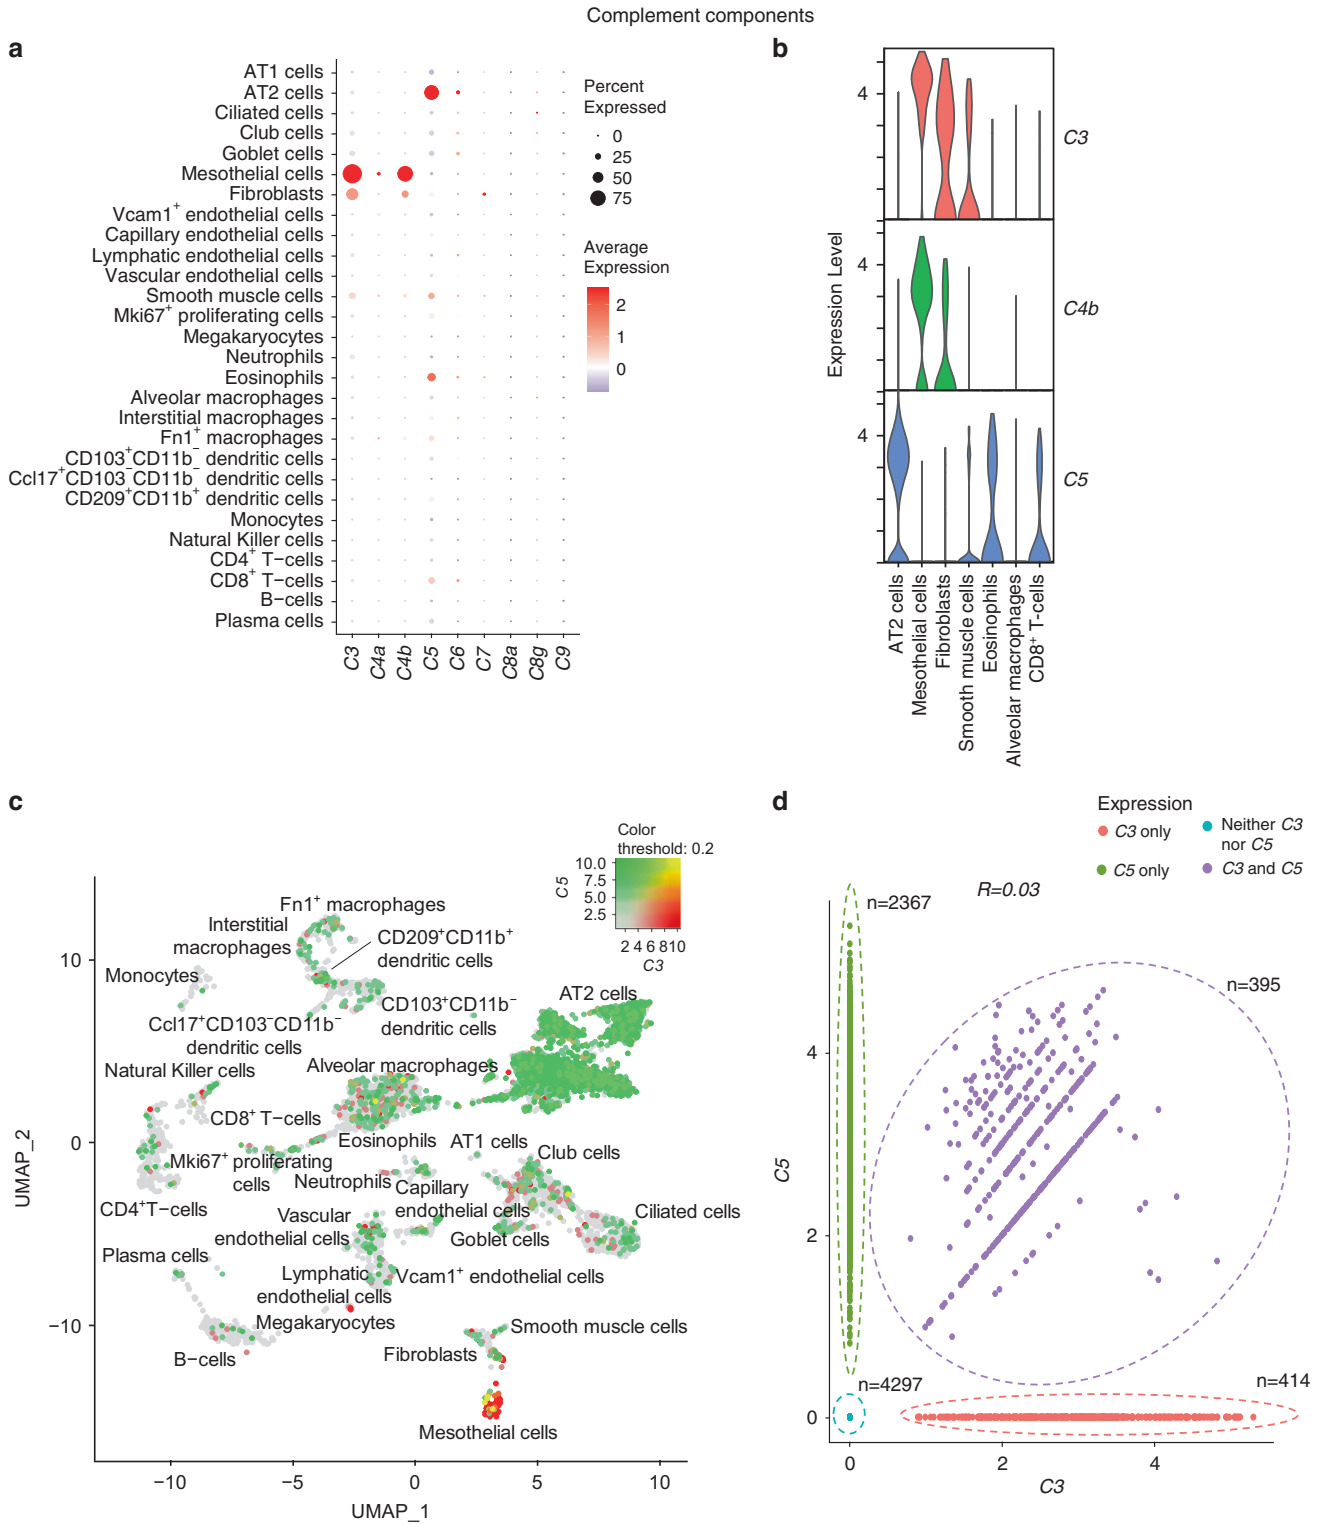 Complement components
a
AT1 cells
AT2 cells
Ciliated cells
Club cells
Goblet cells
Mesothelial cells
Fibroblasts
Vcam1+ endothelial cells
Capillary endothelial cells
Lymphatic endothelial cells
Vascular endothelial cells
Smooth muscle cells
Mki67+ proliferating cells
Megakaryocytes
Neutrophils
Eosinophils
Alveolar macrophages
Interstitial macrophages
Fn1+ macrophages
CD103+CD11b− dendritic cells
Ccl17+CD103−CD11b− dendritic cells
CD209+CD11b+ dendritic cells
Monocytes
Natural Killer cells
CD4+ T−cells
CD8+ T−cells
B−cells
Plasma cells
C3 C4a C4b C5 C6 C7 C8a C8g C9
Percent
Expressed
0
25
50
75
Average
Expression
2
1
0
b
Expression Level
4
C3
4
C4b
4
C5
AT2 cells
Mesothelial cells
Fibroblasts
Smooth muscle cells
Eosinophils
Alveolar macrophages
CD8+ T-cells
c
Color
threshold: 0.2
C5
10.0
7.5
5.0
2.5
2 4 6 8 10
C3
Fn1+ macrophages
Interstitial
macrophages
CD209+CD11b+
dendritic cells
Monocytes
CD103+CD11b−
dendritic cells
AT2 cells
Ccl17+CD103−CD11b−
dendritic cells
Natural Killer cells
Alveolar macrophages
CD8+ T−cells
Eosinophils
AT1 cells
Club cells
Mki67+ proliferating
cells
Neutrophils
Capillary
endothelial cells
CD4+T−cells
Vascular
endothelial cells
Goblet cells
Ciliated cells
Plasma cells
Lymphatic
endothelial cells
Vcam1+ endothelial cells
Megakaryocytes
Smooth muscle cells
B−cells
Fibroblasts
Mesothelial cells
UMAP_2
10
0
−10
−10
−5
0
5
10
UMAP_1
d
Expression
C3 only
Neither C3
nor C5
C5 only
C3 and C5
R=0.03
n=2367
n=395
n=4297
n=414
C5
4
2
0
0
2
4
C3